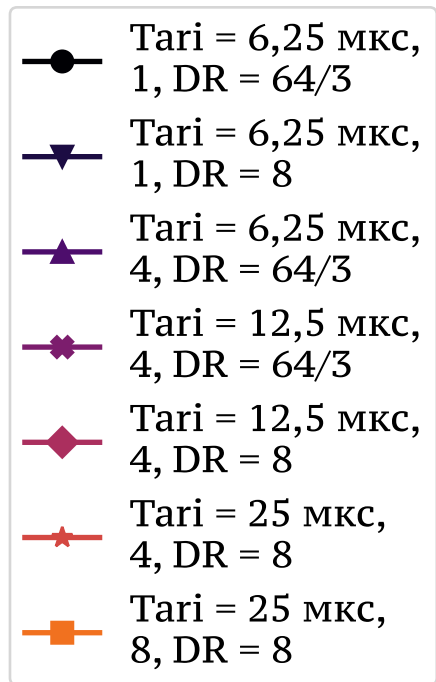 Tari = 6,25 мкс,
1, DR = 64/3
Tari = 6,25 мкс,
1, DR = 8
Tari = 6,25 мкс,
4, DR = 64/3
Tari = 12,5 мкс,
4, DR = 64/3
Tari = 12,5 мкс,
4, DR = 8
Tari = 25 мкс,
4, DR = 8
Tari = 25 мкс,
8, DR = 8